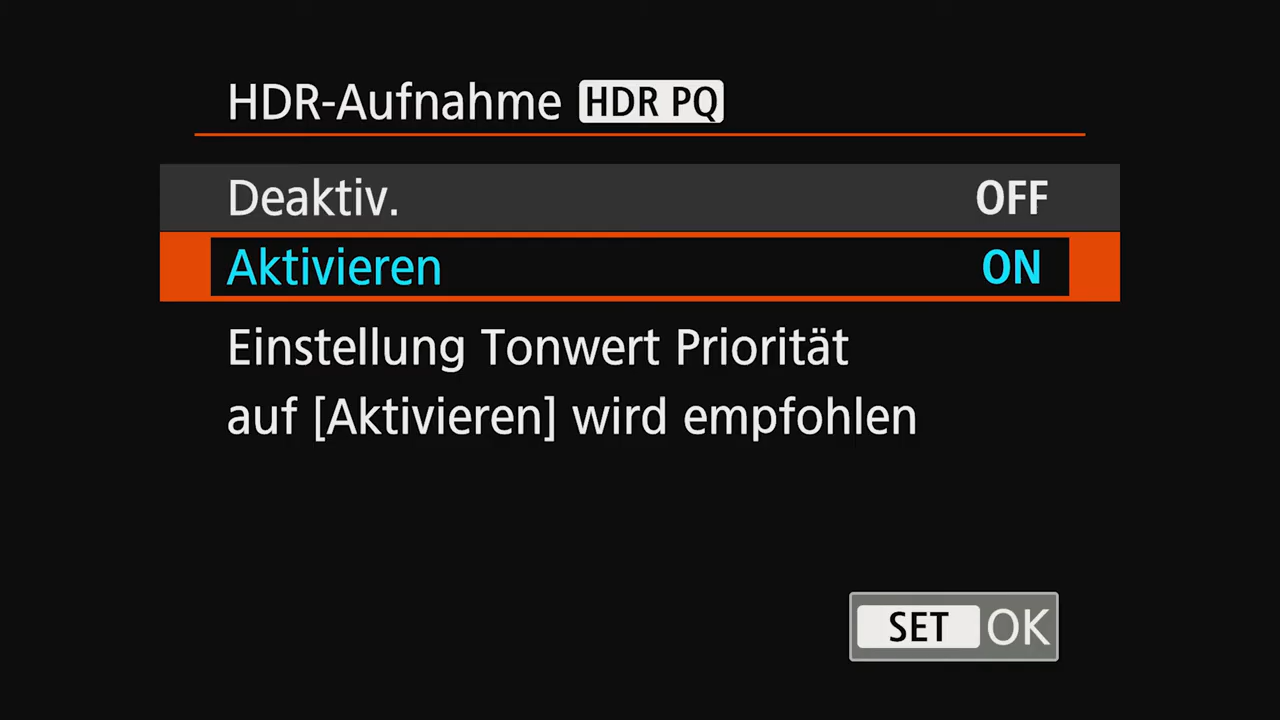 HDR-Aufnahme HDR PQ
Deaktiv. OFF
Aktivieren ON
Einstellung Tonwert Priorität
auf [Aktivieren] wird empfohlen
SET OK